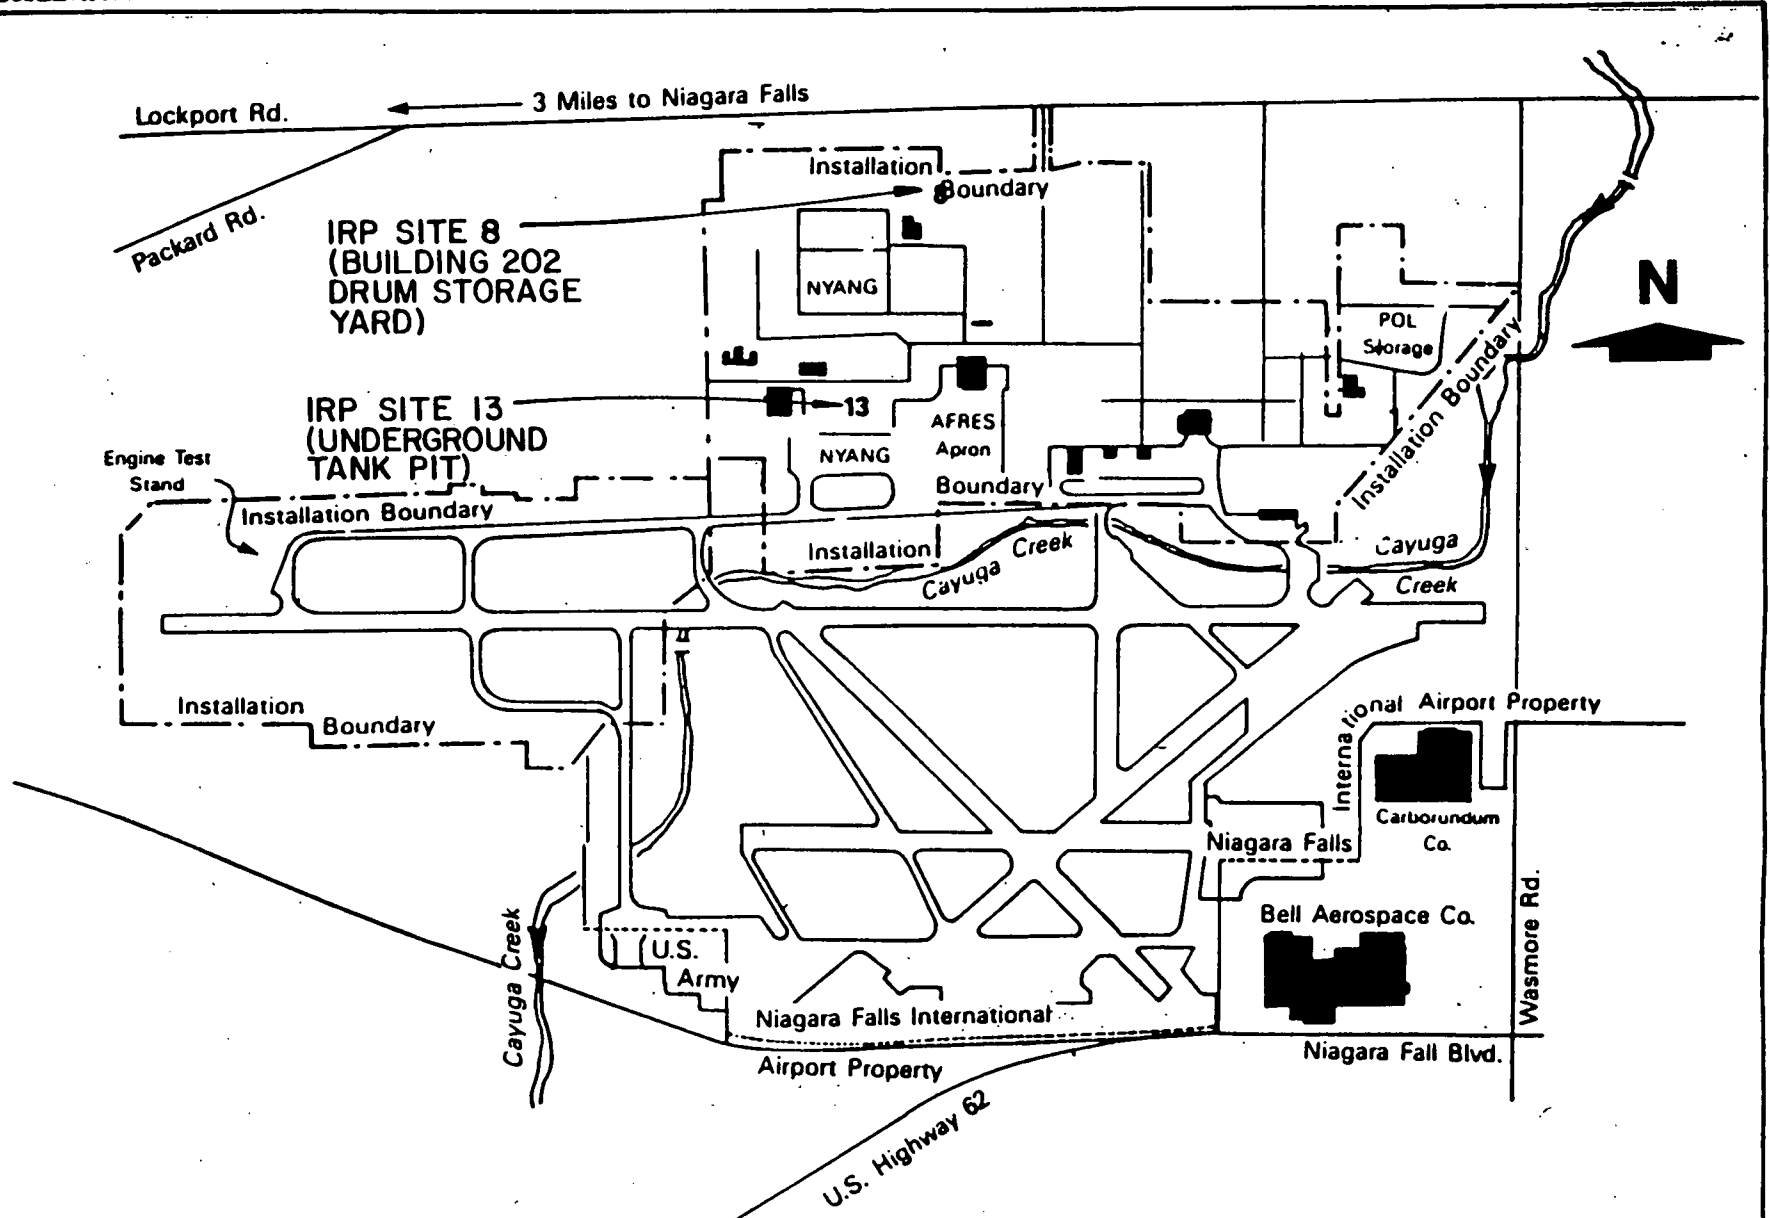 Lockport Rd.
3 Miles to Niagara Falls
Packard Rd.
Installation
Boundary
8
IRP SITE 8
(BUILDING 202
DRUM STORAGE
YARD)
NYANG
N
POL
Storage
Installation Boundary
IRP SITE 13
(UNDERGROUND
TANK PIT)
13
AFRES
Apron
NYANG
Engine Test
Stand
Installation Boundary
Boundary
Installation
Cayuga
Creek
Cayuga
Creek
Installation
Boundary
International Airport Property
Niagara Falls
Carborundum
Co.
Bell Aerospace Co.
Wasmore Rd.
Cayuga Creek
U.S.
Army
Niagara Falls International
Airport Property
Niagara Fall Blvd.
U.S. Highway 62